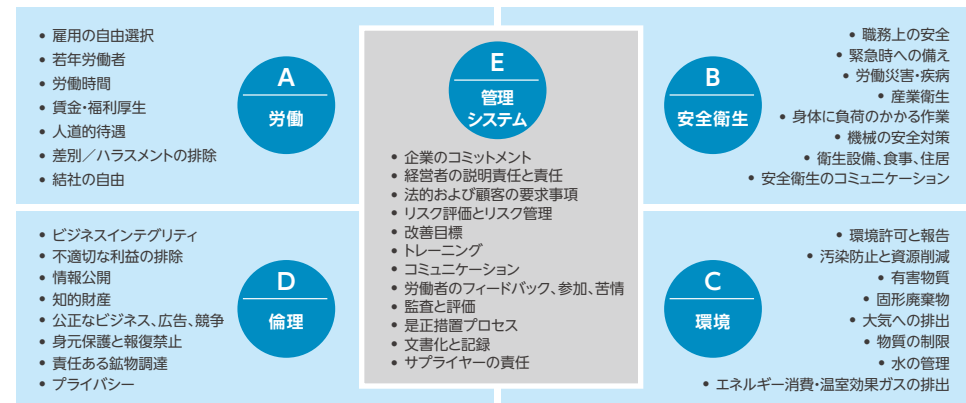 • 雇用の自由選択
• 若年労働者
• 労働時間
• 賃金・福利厚生
• 人道的待遇
• 差別／ハラスメントの排除
• 結社の自由
A
労働
E
管理
システム
• 企業のコミットメント
• 経営者の説明責任と責任
• 法的および顧客の要求事項
• リスク評価とリスク管理
• 改善目標
• トレーニング
• コミュニケーション
• 労働者のフィードバック、参加、苦情
• 監査と評価
• 是正措置プロセス
• 文書化と記録
• サプライヤーの責任
B
安全衛生
• 職務上の安全
• 緊急時への備え
• 労働災害・疾病
• 産業衛生
• 身体に負荷のかかる作業
• 機械の安全対策
• 衛生設備、食事、住居
• 安全衛生のコミュニケーション
• ビジネスインテグリティ
• 不適切な利益の排除
• 情報公開
• 知的財産
• 公正なビジネス、広告、競争
• 身元保護と報復禁止
• 責任ある鉱物調達
• プライバシー
D
倫理
C
環境
• 環境許可と報告
• 汚染防止と資源削減
• 有害物質
• 固形廃棄物
• 大気への排出
• 物質の制限
• 水の管理
• エネルギー消費・温室効果ガスの排出